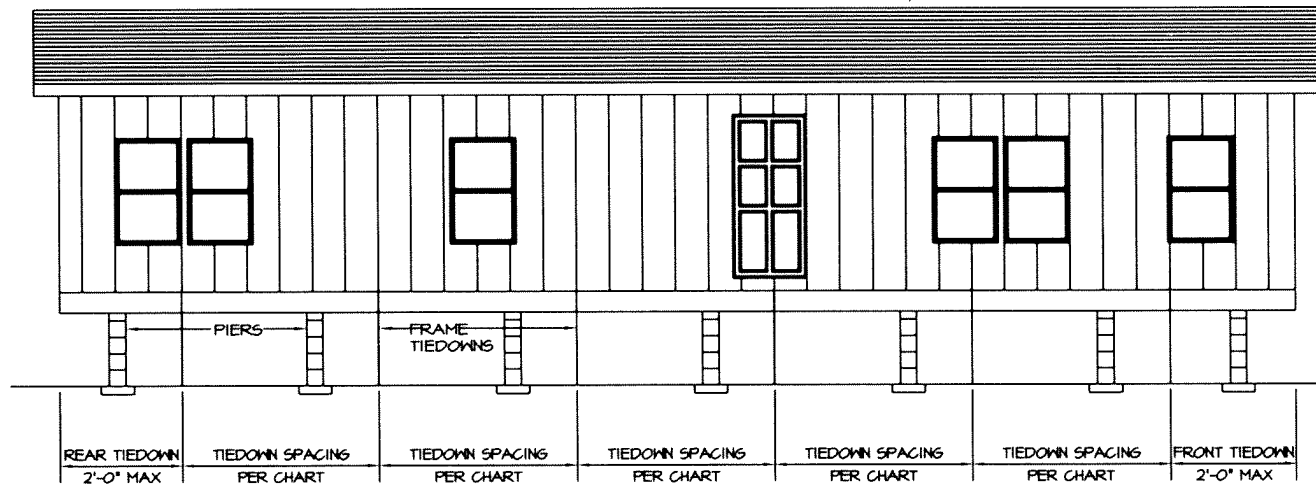 PIERS
FRAME
TIEDOWNS
REAR TIEDOWN
2'-0" MAX
TIEDOWN SPACING
PER CHART
TIEDOWN SPACING
PER CHART
TIEDOWN SPACING
PER CHART
TIEDOWN SPACING
PER CHART
TIEDOWN SPACING
PER CHART
FRONT TIEDOWN
2'-0" MAX